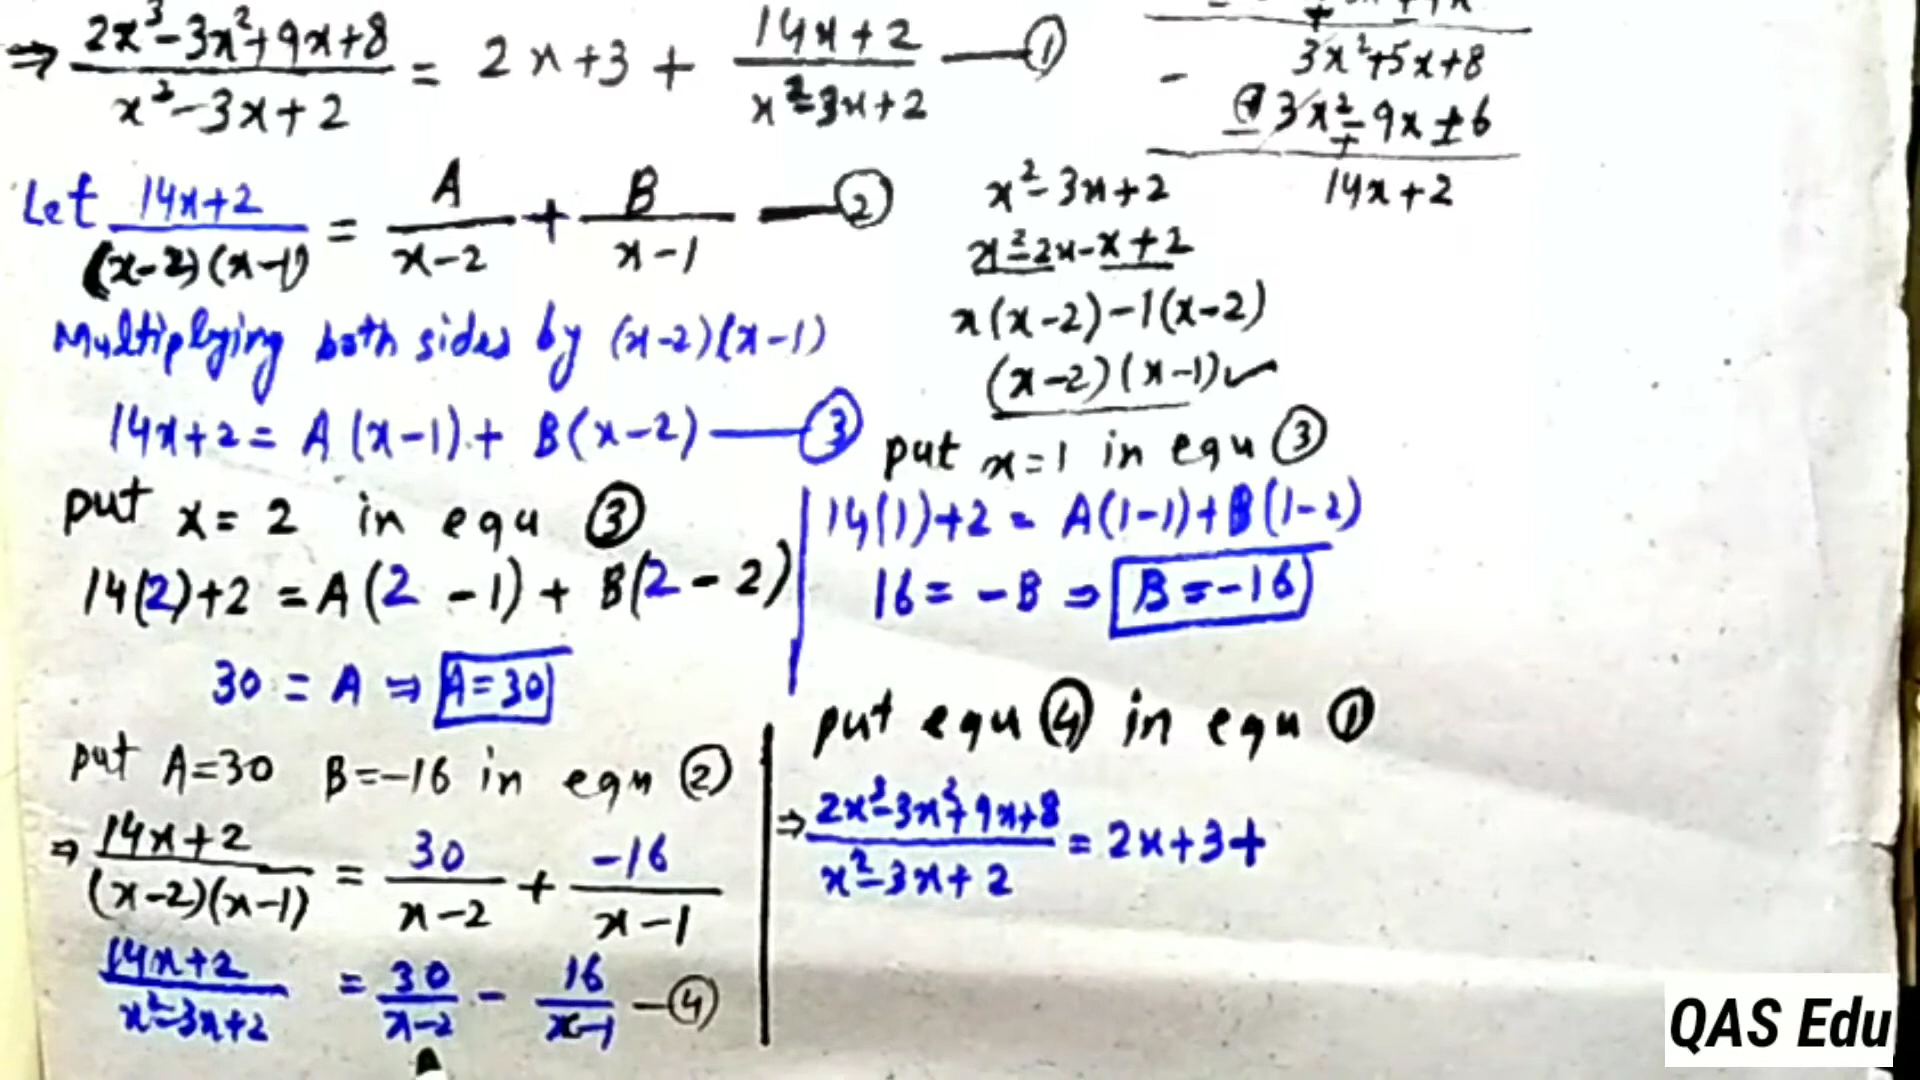 ⇒ (2x³-3x²+9x+8)/(x²-3x+2) = 2x+3 + (14x+2)/(x²-3x+2) —①
3x²+5x+8
- 3x²-9x+6
14x+2
Let (14x+2)/((x-2)(x-1)) = A/(x-2) + B/(x-1) —②
x²-3x+2
x²-2x-x+2
x(x-2)-1(x-2)
(x-2)(x-1)✓
Multiplying both sides by (x-2)(x-1)
14x+2 = A(x-1) + B(x-2) —③
put x=2 in equ ③
14(2)+2 = A(2-1) + B(2-2)
30 = A ⇒ A=30
put x=1 in equ ③
14(1)+2 = A(1-1)+B(1-2)
16 = -B ⇒ B=-16
put A=30 B=-16 in equ ②
⇒ (14x+2)/((x-2)(x-1)) = 30/(x-2) + -16/(x-1)
(14x+2)/(x²-3x+2) = 30/(x-2) - 16/(x-1) —④
put equ ④ in equ ①
⇒ (2x³-3x²+9x+8)/(x²-3x+2) = 2x+3+
QAS Edu